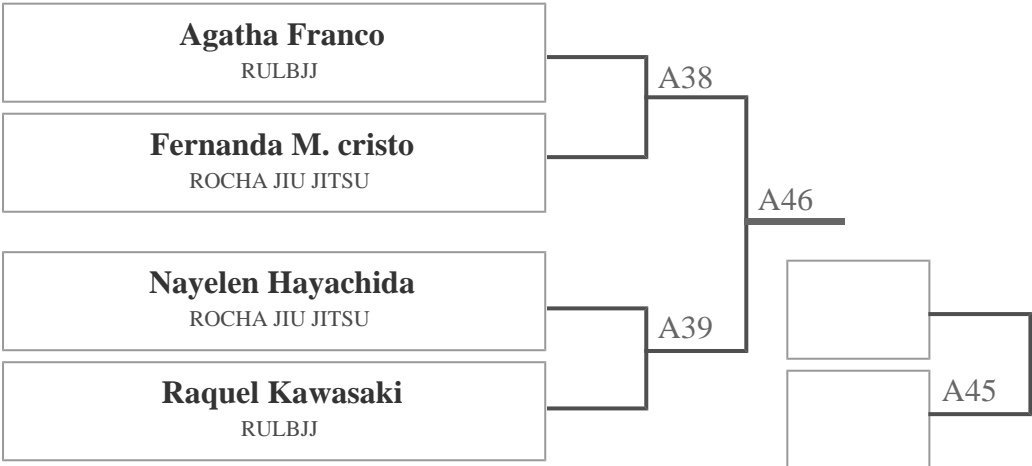 Agatha Franco
RULBJJ
A38
Fernanda M. cristo
ROCHA JIU JITSU
A46
Nayelen Hayachida
ROCHA JIU JITSU
A39
Raquel Kawasaki
RULBJJ
A45